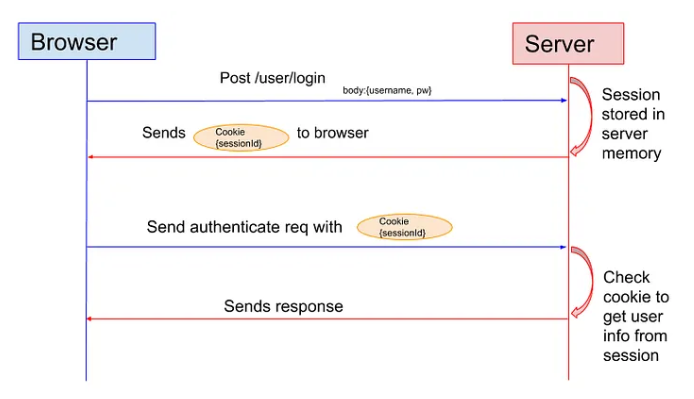 Browser
Server
Post /user/login
body:{username, pw}
Session
stored in
server
memory
Sends Cookie {sessionId} to browser
Send authenticate req with Cookie {sessionId}
Check
cookie to
get user
info from
session
Sends response